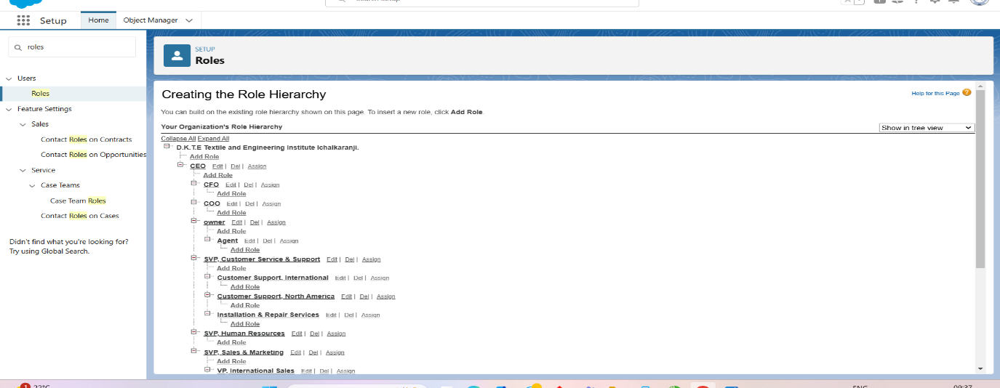 Setup
Home
Object Manager
roles
Users
Roles
Feature Settings
Sales
Contact Roles on Contracts
Contact Roles on Opportunities
Service
Case Teams
Case Team Roles
Contact Roles on Cases
Didn't find what you're looking for?
Try using Global Search.
SETUP
Roles
Creating the Role Hierarchy
Help for this Page
You can build on the existing role hierarchy shown on this page. To insert a new role, click Add Role.
Your Organization's Role Hierarchy
Show in tree view
Collapse All Expand All
D.K.T.E Textile and Engineering Institute Ichalkaranji.
Add Role
CEO Edit | Del | Assign
Add Role
CFO Edit | Del | Assign
Add Role
COO Edit | Del | Assign
Add Role
owner Edit | Del | Assign
Add Role
Agent Edit | Del | Assign
Add Role
SVP, Customer Service & Support Edit | Del | Assign
Add Role
Customer Support, International Edit | Del | Assign
Add Role
Customer Support, North America Edit | Del | Assign
Add Role
Installation & Repair Services Edit | Del | Assign
Add Role
SVP, Human Resources Edit | Del | Assign
Add Role
SVP, Sales & Marketing Edit | Del | Assign
Add Role
VP, International Sales Edit | Del | Assign